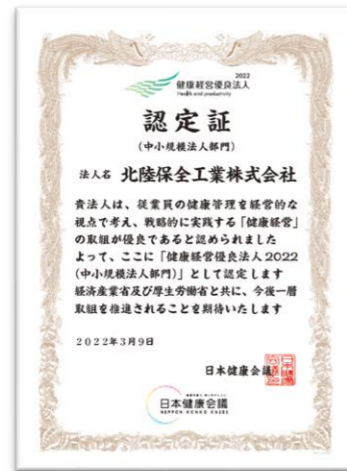 2022
健康経営優良法人
Health and productivity
認定証
(中小規模法人部門)
法人名 北陸保全工業株式会社
貴法人は、従業員の健康管理を経営的な
視点で考え、戦略的に実践する「健康経営」
の取組が優良であると認められました
よって、ここに「健康経営優良法人2022
(中小規模法人部門)」として認定します
経済産業省及び厚生労働省と共に、今後一層
取組を推進されることを期待いたします
2022年3月9日
日本健康会議
日本健康会議
NIPPON KENKO KAIGI